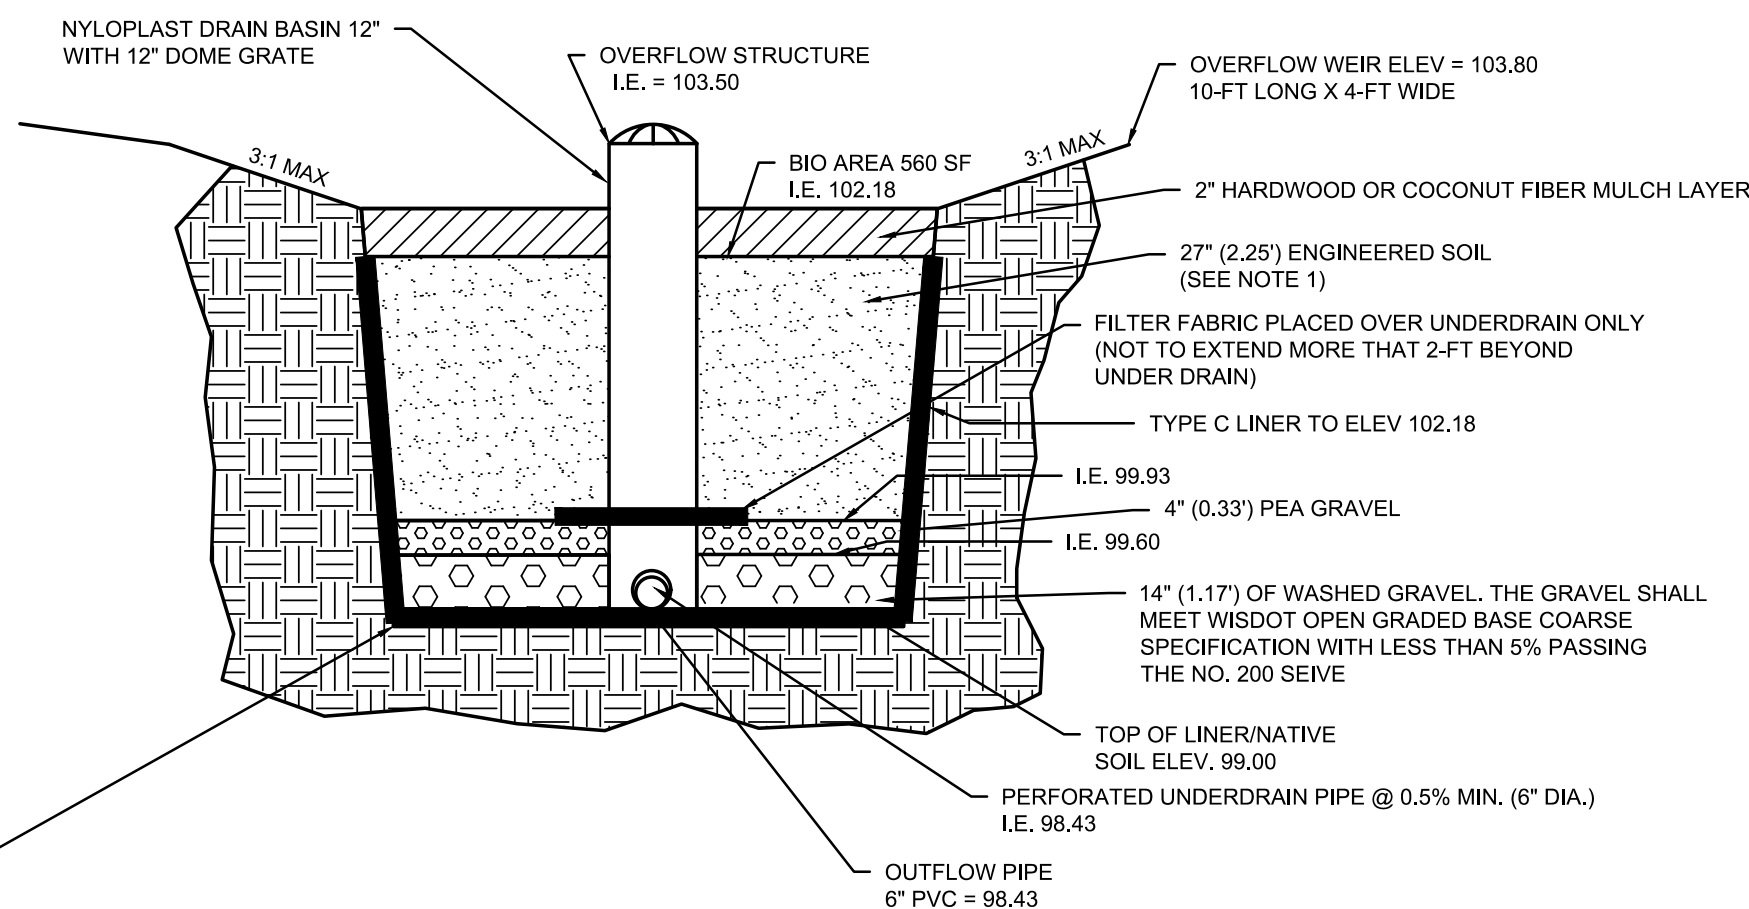 NYLOPLAST DRAIN BASIN 12"
WITH 12" DOME GRATE
OVERFLOW STRUCTURE
I.E. = 103.50
OVERFLOW WEIR ELEV = 103.80
10-FT LONG X 4-FT WIDE
3:1 MAX
3:1 MAX
BIO AREA 560 SF
I.E. 102.18
2" HARDWOOD OR COCONUT FIBER MULCH LAYER
27" (2.25') ENGINEERED SOIL
(SEE NOTE 1)
FILTER FABRIC PLACED OVER UNDERDRAIN ONLY
(NOT TO EXTEND MORE THAT 2-FT BEYOND
UNDER DRAIN)
TYPE C LINER TO ELEV 102.18
I.E. 99.93
4" (0.33') PEA GRAVEL
I.E. 99.60
14" (1.17') OF WASHED GRAVEL. THE GRAVEL SHALL
MEET WISDOT OPEN GRADED BASE COARSE
SPECIFICATION WITH LESS THAN 5% PASSING
THE NO. 200 SEIVE
TOP OF LINER/NATIVE
SOIL ELEV. 99.00
PERFORATED UNDERDRAIN PIPE @ 0.5% MIN. (6" DIA.)
I.E. 98.43
OUTFLOW PIPE
6" PVC = 98.43